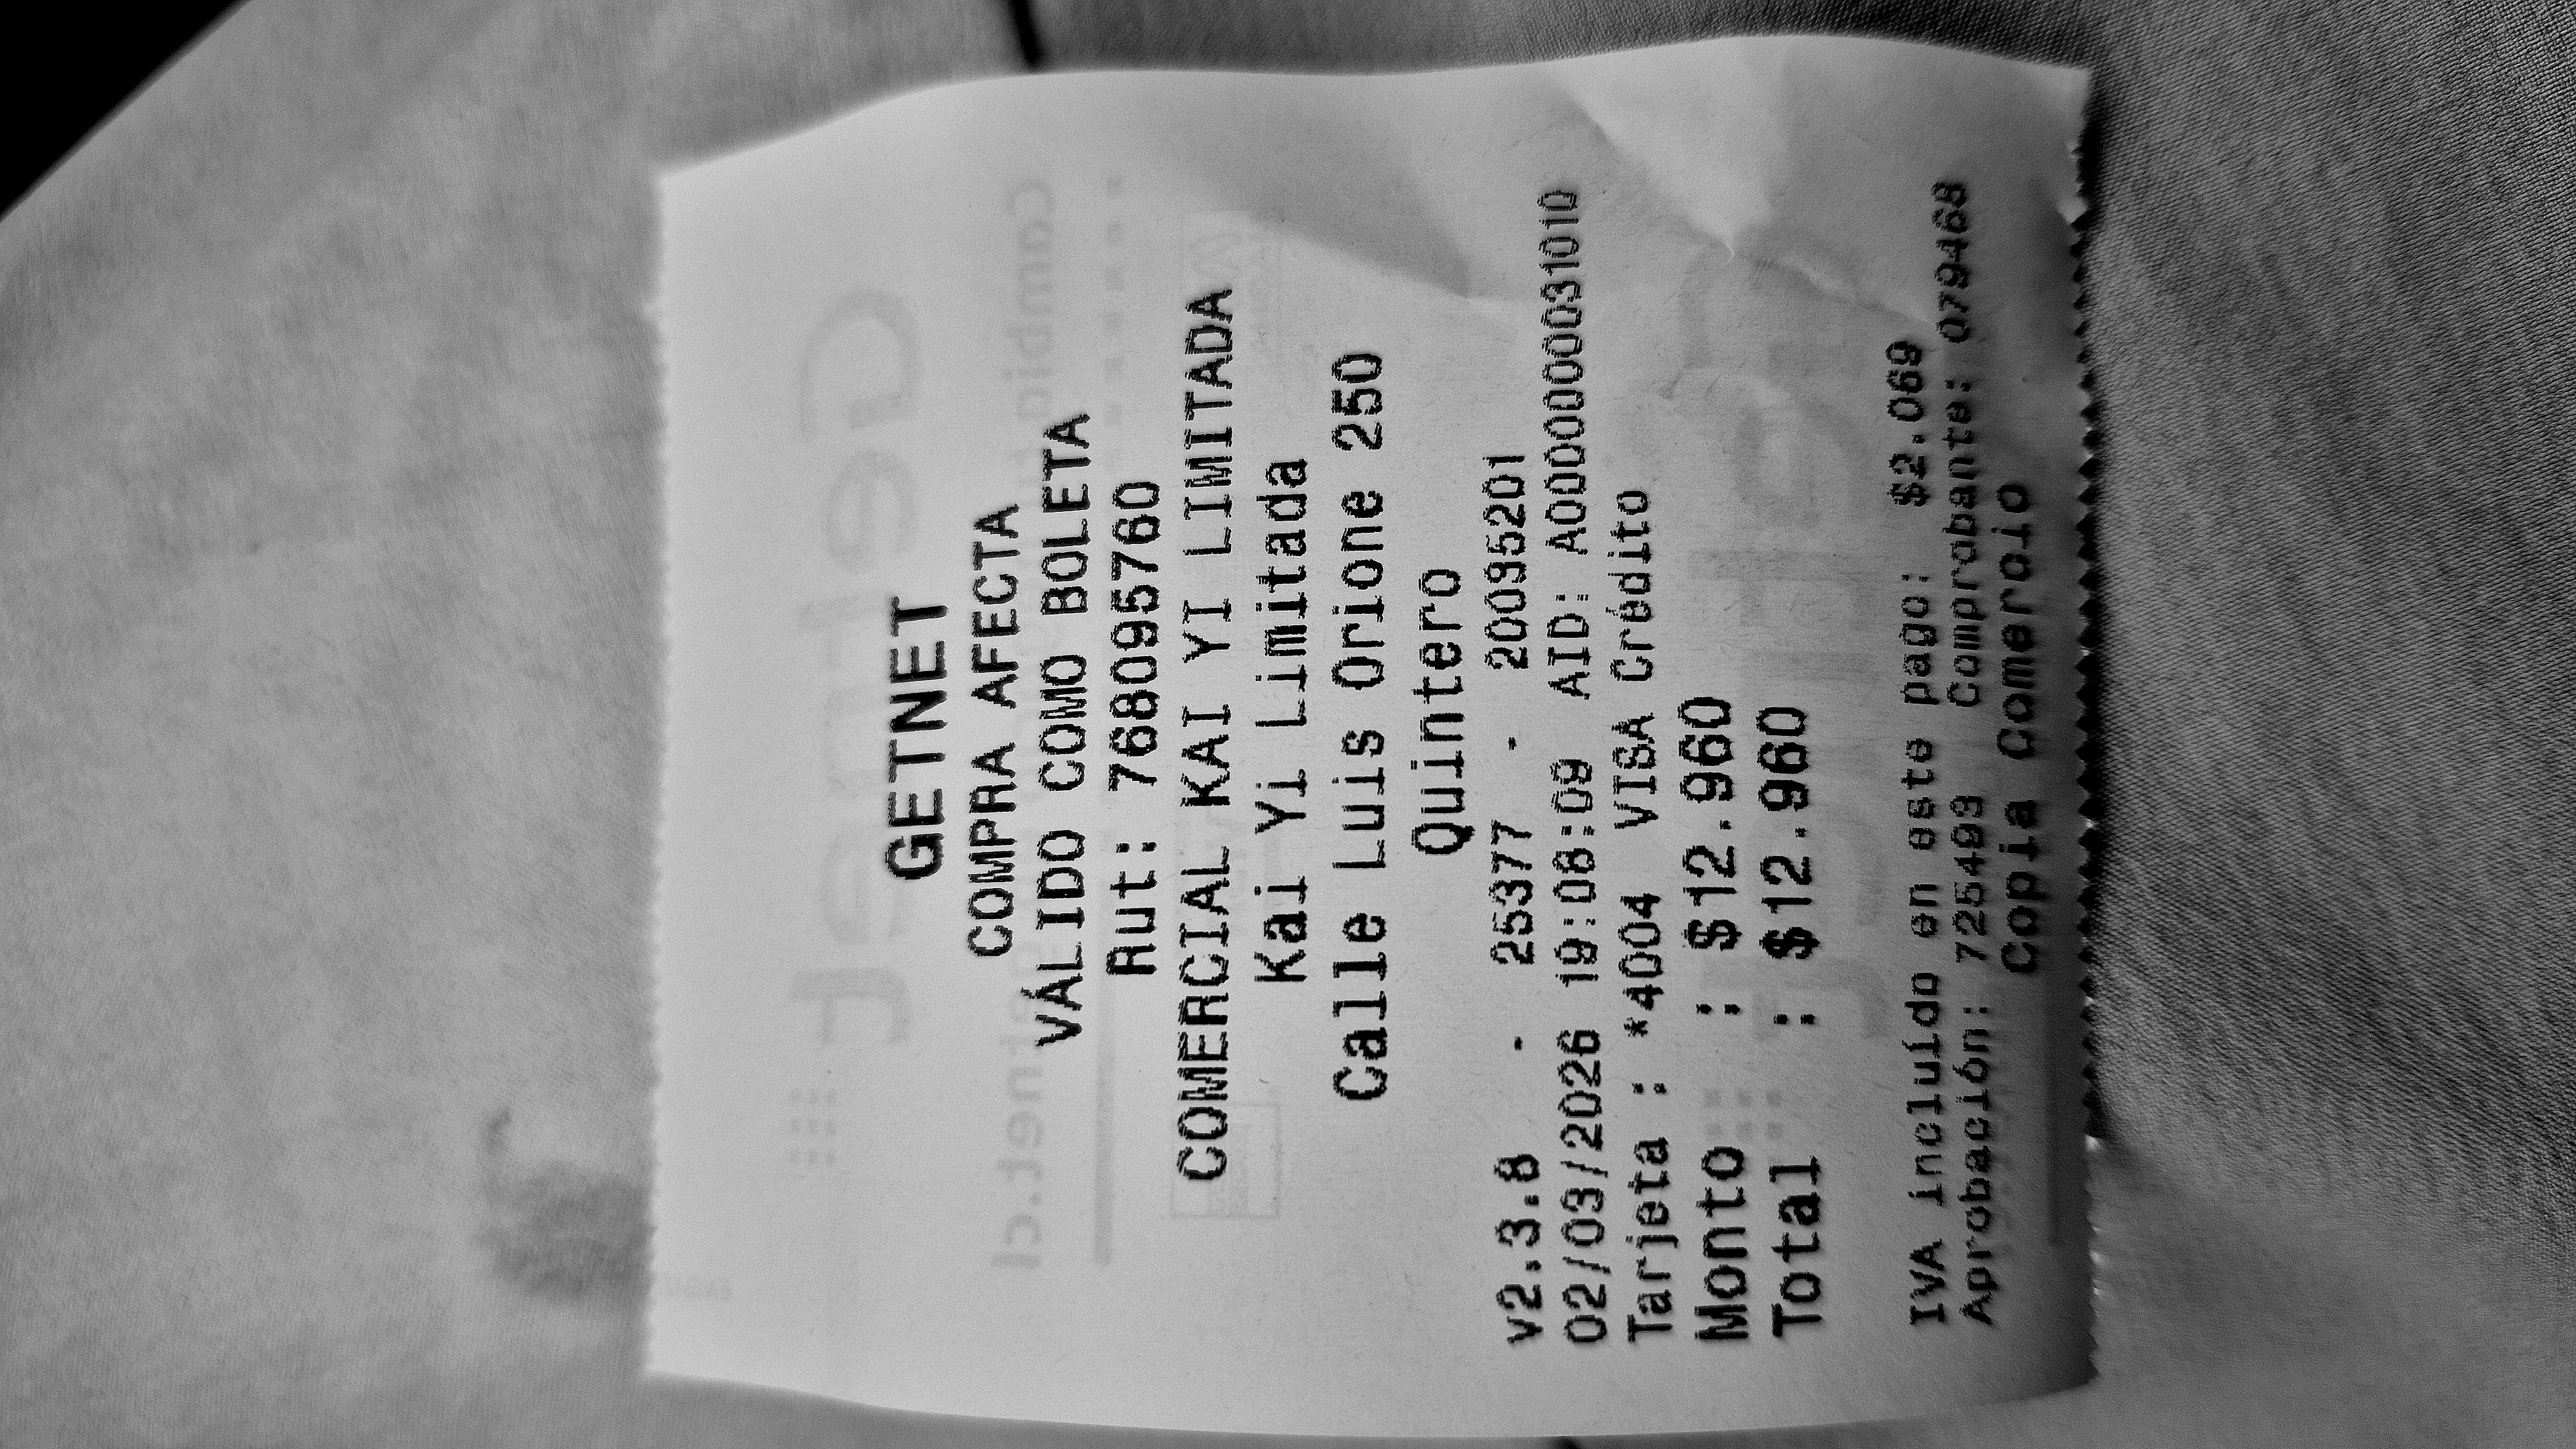 GETNET
COMPRA AFECTA
VÁLIDO COMO BOLETA
Rut: 768095760
COMERCIAL KAI YI LIMITADA
Kai Yi Limitada
Calle Luis Orione 250
Quintero
v2.3.8 - 25377 - 20095201
02/03/2026 19:08:09 AID: A0000000031010
Tarjeta : *4004 VISA Crédito
Monto : $12.960
Total : $12.960
IVA incluído en este pago: $2.069
Aprobación: 725493 Comprobante: 079468
Copia Comercio